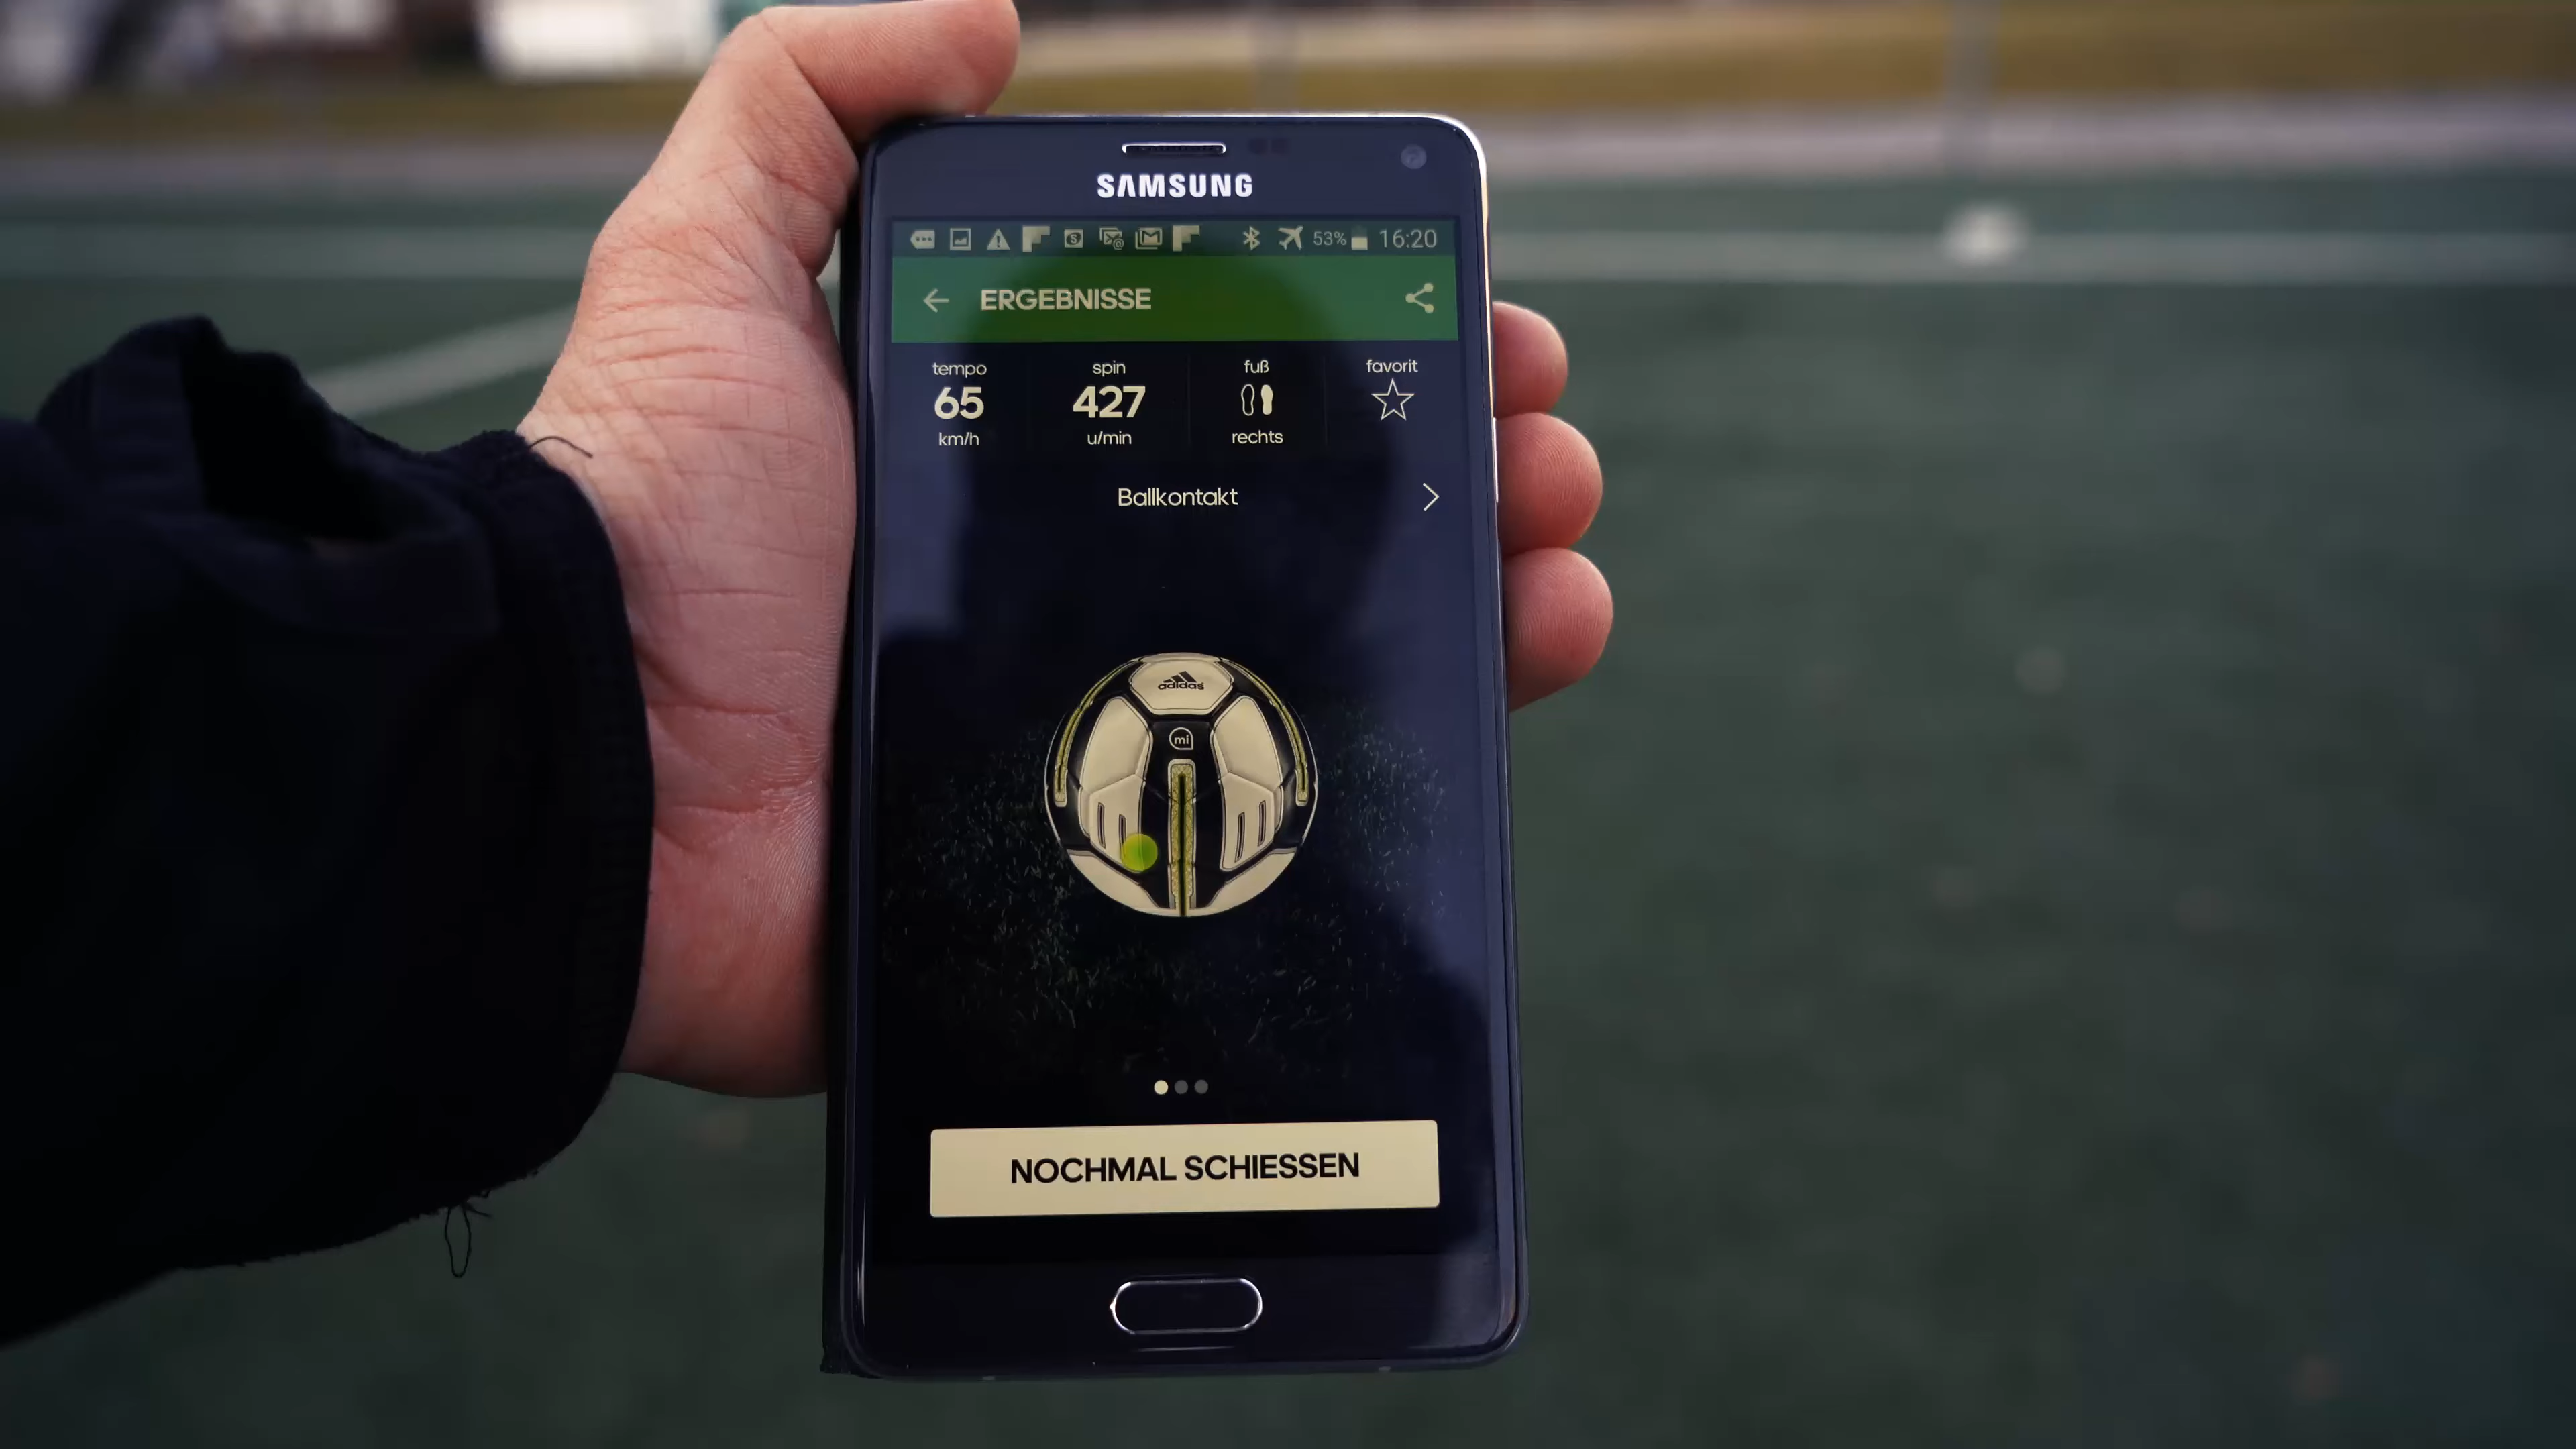 SAMSUNG
53% 16:20
ERGEBNISSE
tempo spin fuß favorit
65 427
km/h u/min rechts
Ballkontakt
adidas
mi
NOCHMAL SCHIESSEN